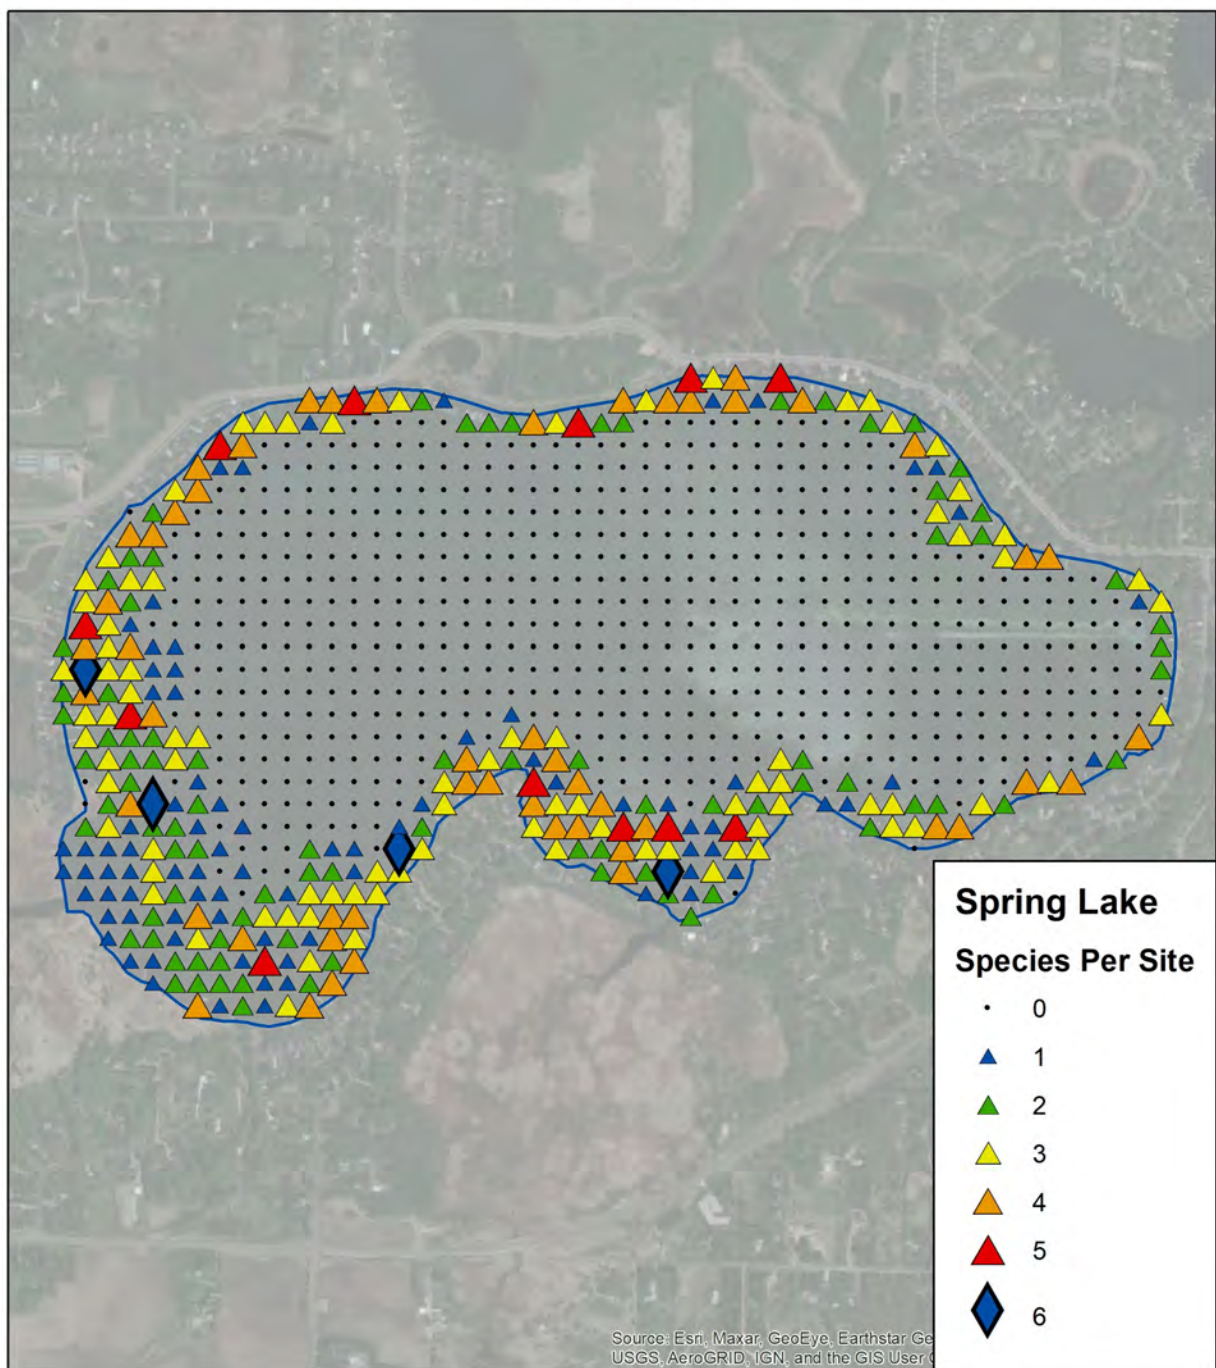 Spring Lake
Species Per Site
0
1
2
3
4
5
6
Source: Esri, Maxar, GeoEye, Earthstar Ge
USGS, AeroGRID, IGN, and the GIS User